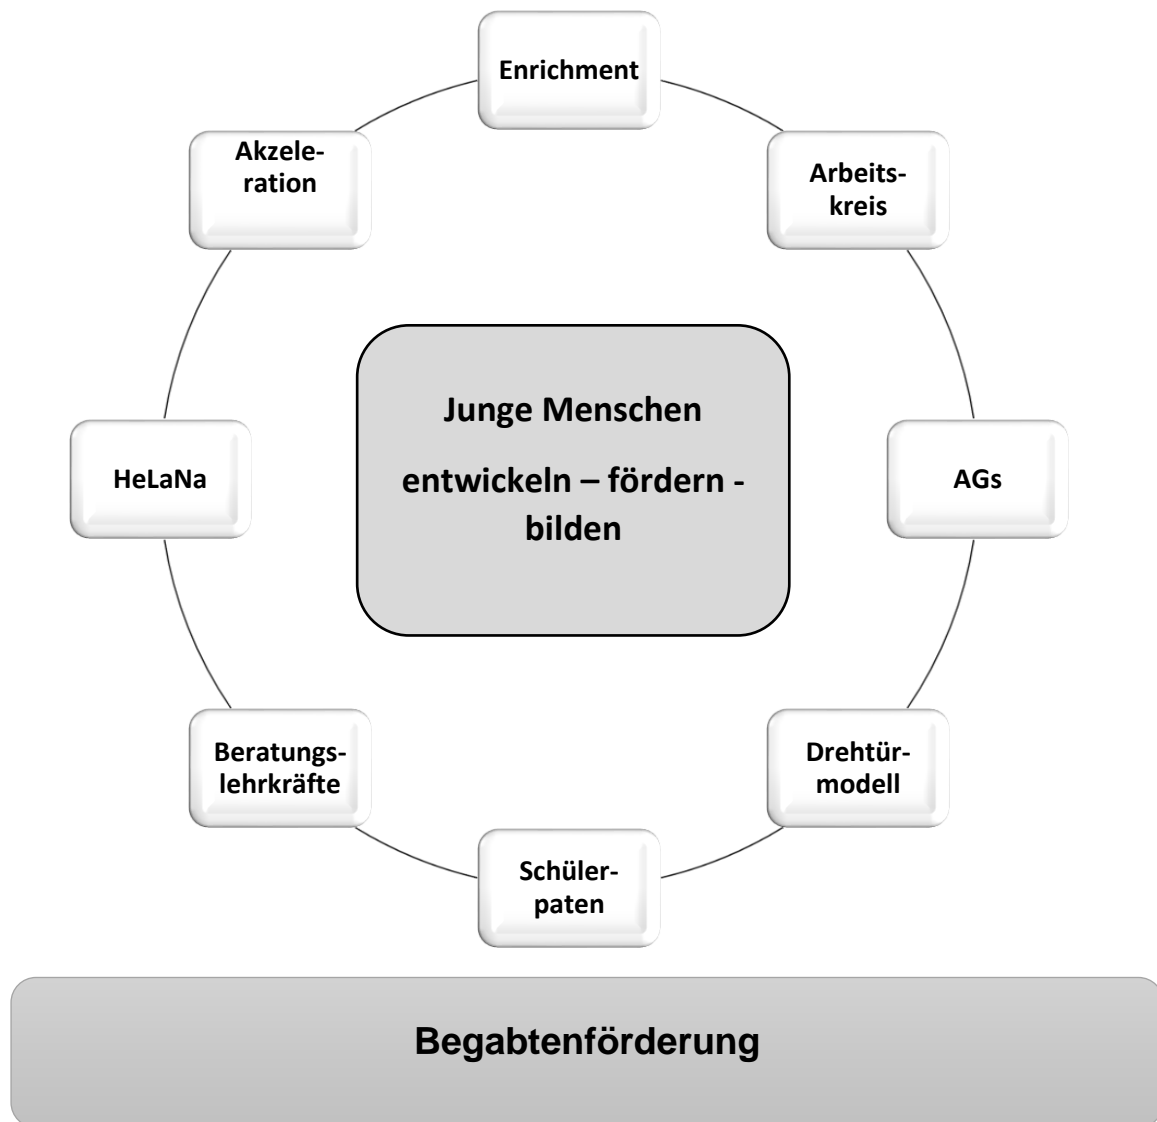 Enrichment
Akzele-
ration
Arbeits-
kreis
Junge Menschen
entwickeln – fördern -
bilden
HeLaNa
AGs
Beratungs-
lehrkräfte
Drehtür-
modell
Schüler-
paten
Begabtenförderung